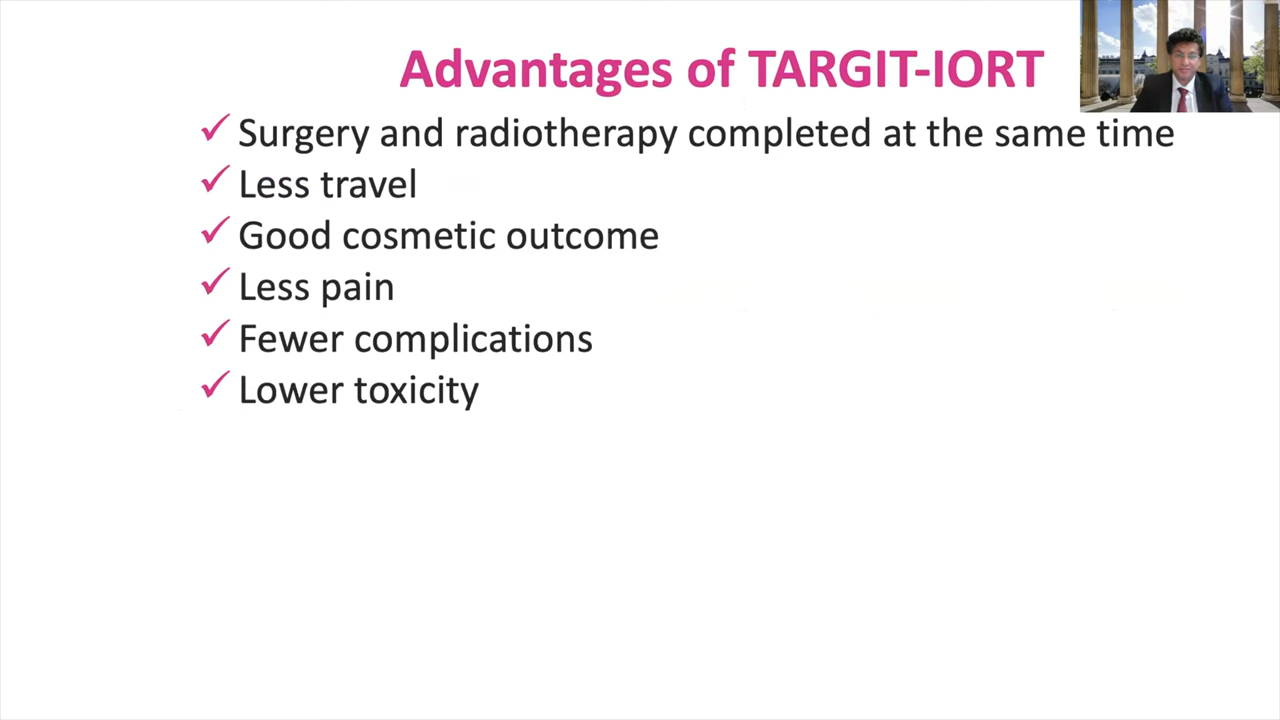 Advantages of TARGIT-IORT
✓ Surgery and radiotherapy completed at the same time
✓ Less travel
✓ Good cosmetic outcome
✓ Less pain
✓ Fewer complications
✓ Lower toxicity